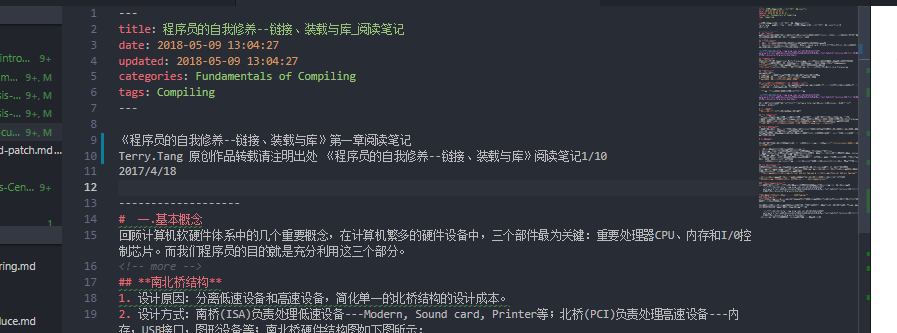 1 ---
2 title: 程序员的自我修养--链接、装载与库_阅读笔记
3 date: 2018-05-09 13:04:27
4 updated: 2018-05-09 13:04:27
5 categories: Fundamentals of Compiling
6 tags: Compiling
7 ---
8
9 《程序员的自我修养--链接、装载与库》第一章阅读笔记
10 Terry.Tang 原创作品转载请注明出处 《程序员的自我修养--链接、装载与库》阅读笔记1/10
11 2017/4/18
12
13 -------------------
14 # 一.基本概念
15 回顾计算机软硬件体系中的几个重要概念，在计算机繁多的硬件设备中，三个部件最为关键：重要处理器CPU、内存和I/O控
制芯片。而我们程序员的目的就是充分利用这三个部分。
16 <!-- more -->
17 ## **南北桥结构**
18 1. 设计原因：分离低速设备和高速设备，简化单一的北桥结构的设计成本。
19 2. 设计方式：南桥(ISA)负责处理低速设备---Modern, Sound card, Printer等；北桥(PCI)负责处理高速设备---内
存，USB接口，图形设备等；南北桥硬件结构图如下图所示：
intro... 9+
m... 9+, M
sis-... 9+, M
sis-... 9+, M
-cu... 9+, M
d-patch.md...
s-Cen... 9+
1
ring.md
duce.md